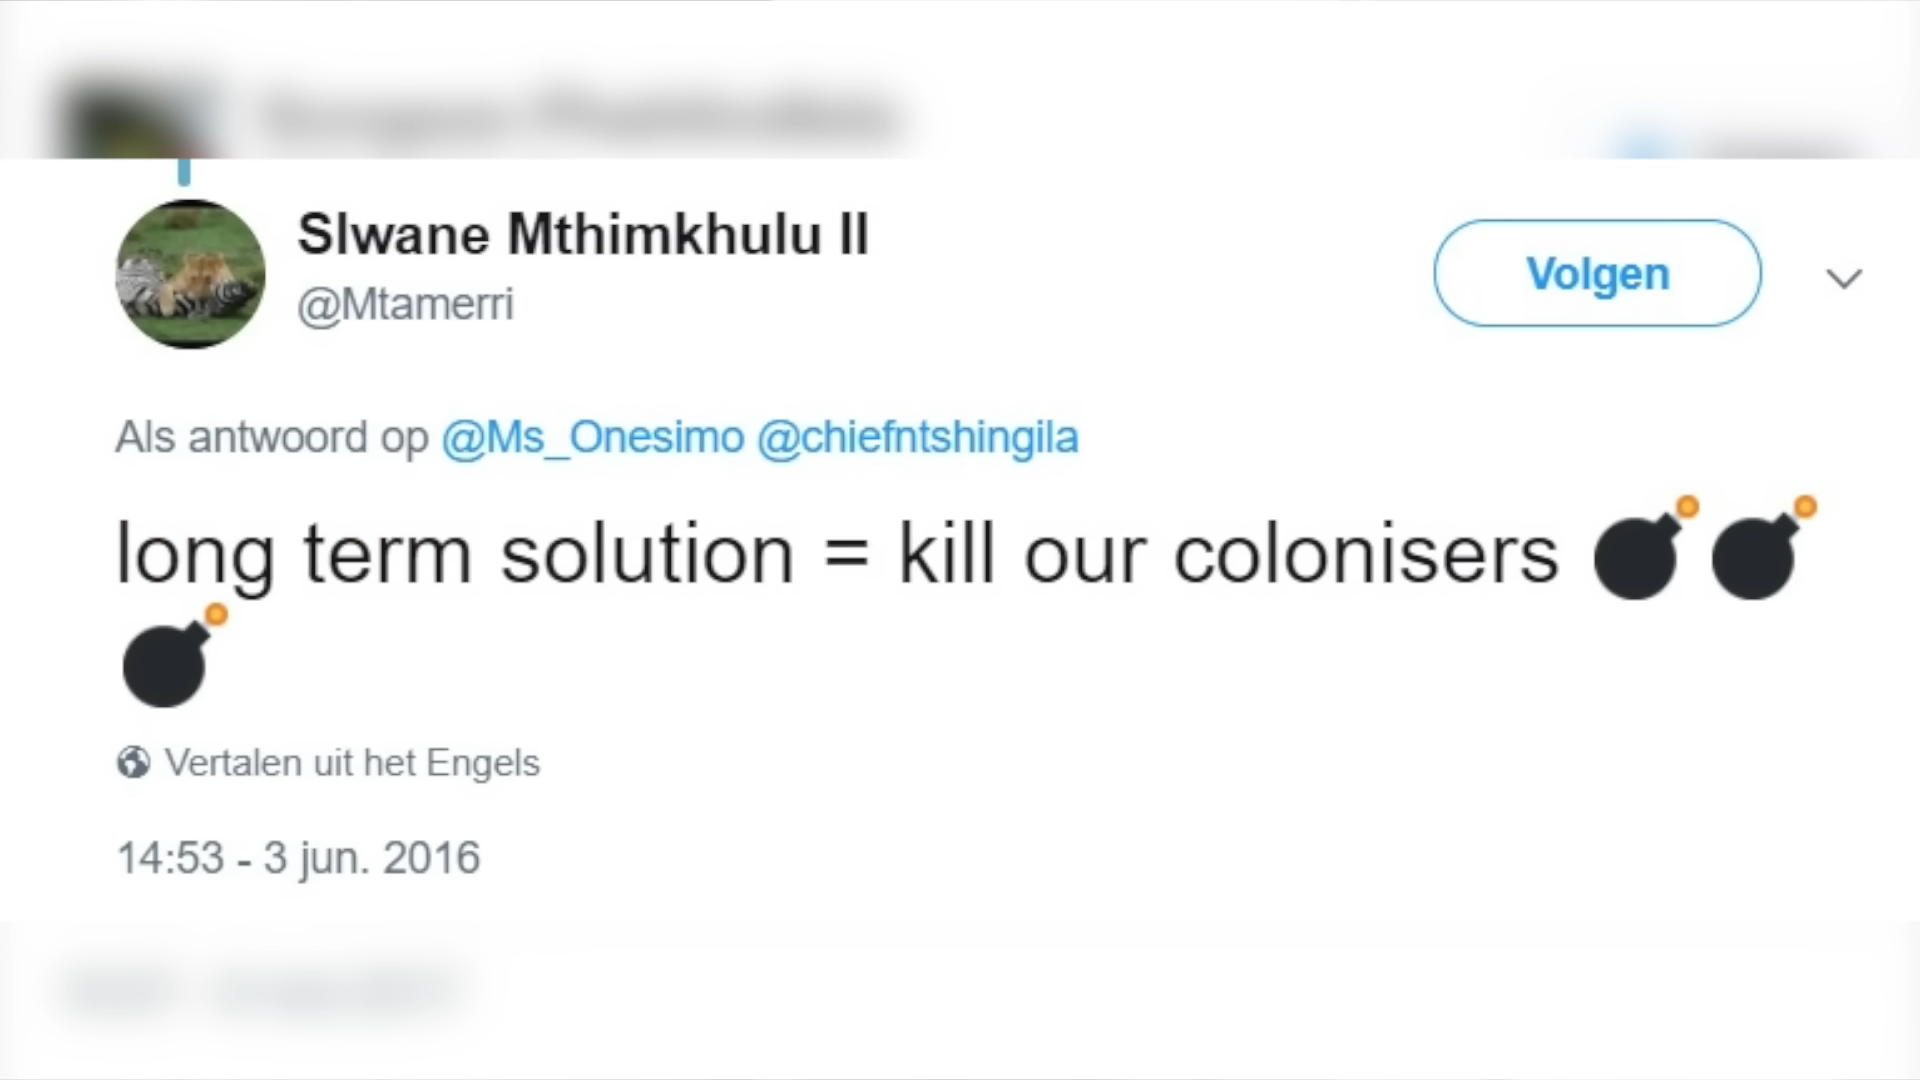 Slwane Mthimkhulu II
@Mtamerri
Volgen
Als antwoord op @Ms_Onesimo @chiefntshingila
long term solution = kill our colonisers 💣💣
💣
Vertalen uit het Engels
14:53 - 3 jun. 2016